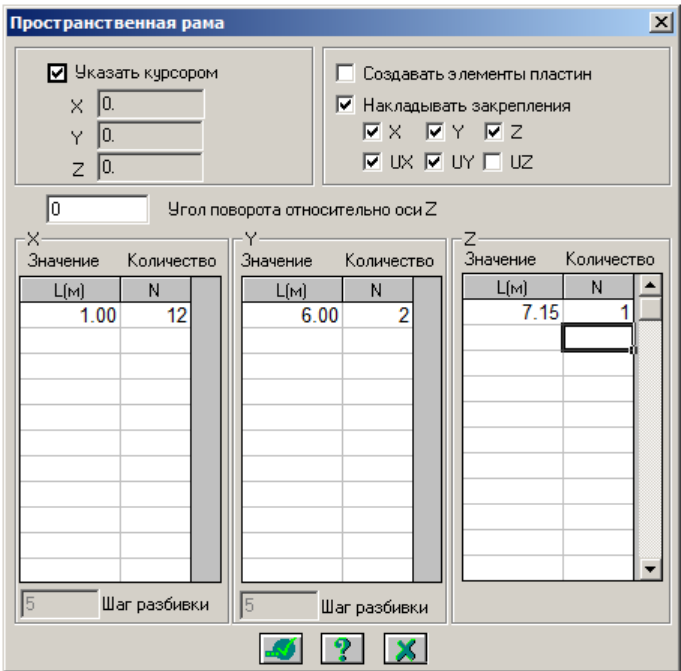 Пространственная рама
Указать курсором
X 0.
Y 0.
Z 0.
Создавать элементы пластин
Накладывать закрепления
X Y Z
UX UY UZ
0 Угол поворота относительно оси Z
X
Значение Количество
L(м) N
1.00 12
5 Шаг разбивки
Y
Значение Количество
L(м) N
6.00 2
5 Шаг разбивки
Z
Значение Количество
L(м) N
7.15 1
?